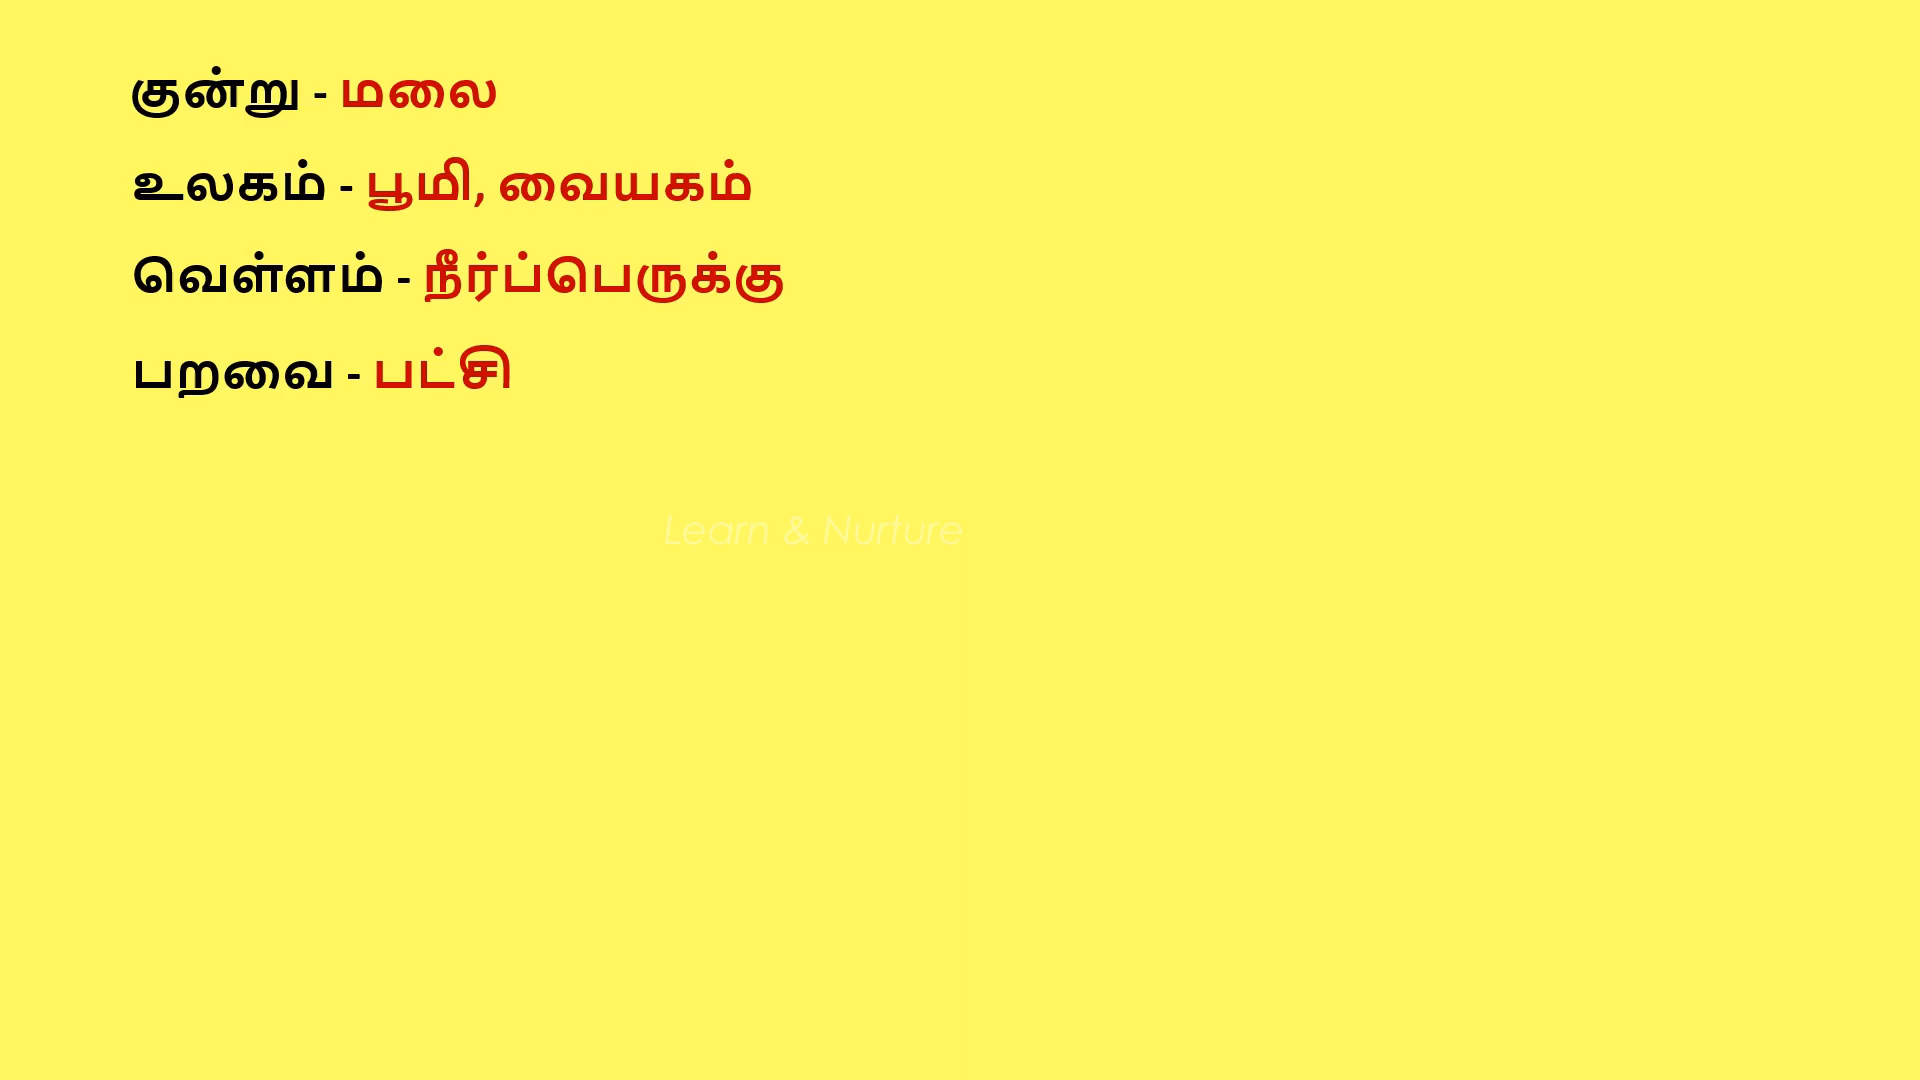 குன்று - மலை
உலகம் - பூமி, வையகம்
வெள்ளம் - நீர்ப்பெருக்கு
பறவை - பட்சி
Learn & Nurture